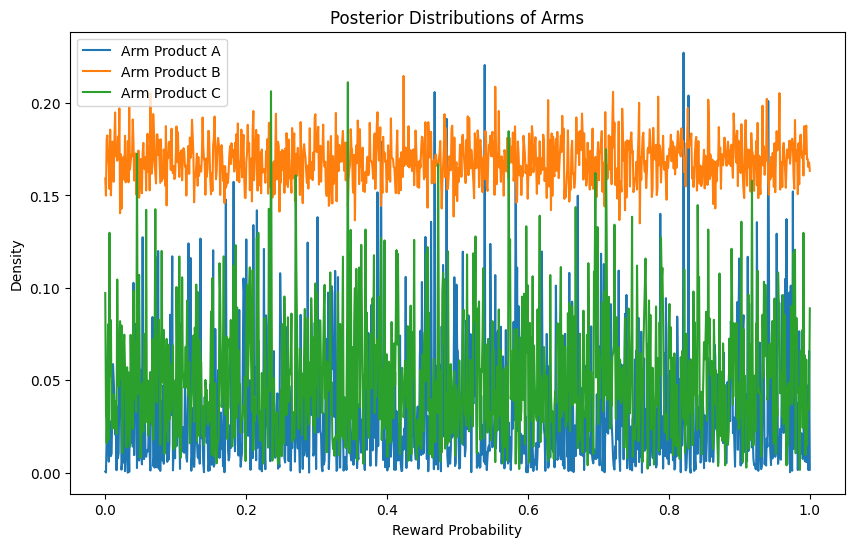 Posterior Distributions of Arms
Arm Product A
Arm Product B
Arm Product C
Density
0.20
0.15
0.10
0.05
0.00
0.0
0.2
0.4
0.6
0.8
1.0
Reward Probability